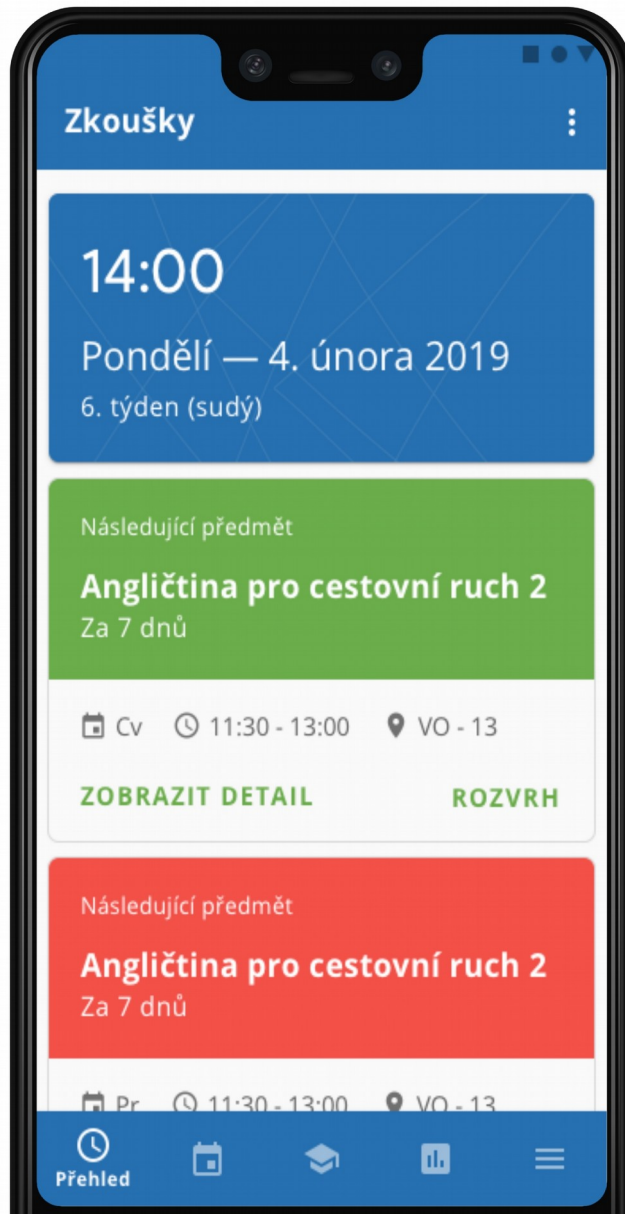 Zkoušky
14:00
Pondělí — 4. února 2019
6. týden (sudý)
Následující předmět
Angličtina pro cestovní ruch 2
Za 7 dnů
Cv 11:30 - 13:00 VO - 13
ZOBRAZIT DETAIL ROZVRH
Následující předmět
Angličtina pro cestovní ruch 2
Za 7 dnů
Pr 11:30 - 13:00 VO - 13
Přehled